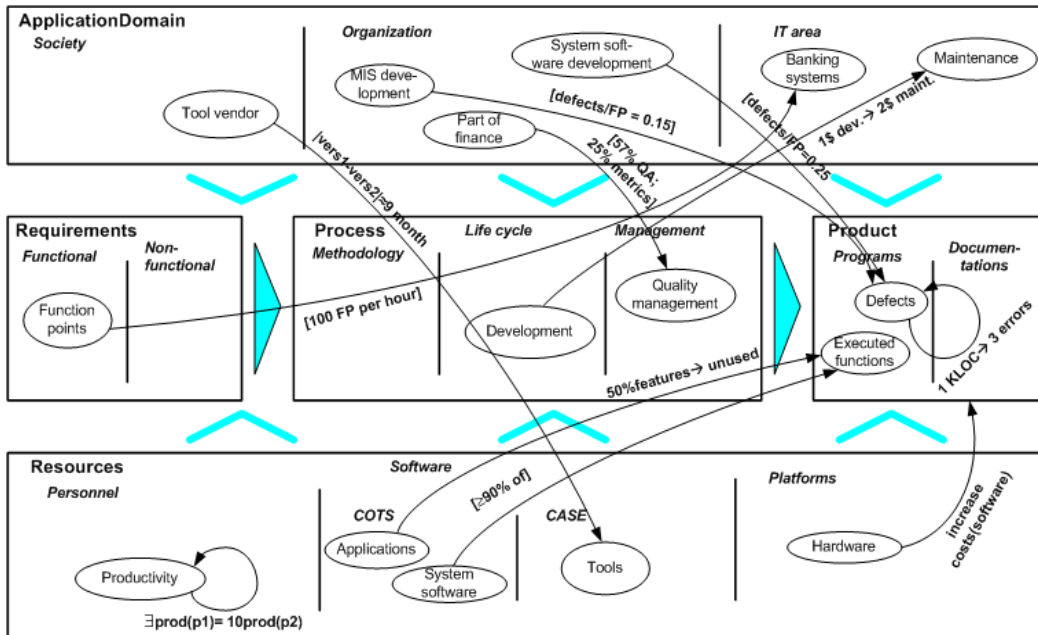 ApplicationDomain
Society
Organization
IT area
System soft-
ware development
MIS deve-
lopment
Banking
systems
Maintenance
Tool vendor
Part of
finance
[defects/FP = 0.15]
[defects/FP=0.25
1$ dev.→ 2$ maint.
[57% QA;
25% metrics]
|vers1-vers2|≈9 month
Requirements
Functional
Non-
functional
Function
points
Process
Methodology
Life cycle
Management
[100 FP per hour]
Development
Quality
management
Product
Programs
Documen-
tations
Defects
Executed
functions
1 KLOC→ 3 errors
50%features→ unused
Resources
Personnel
Software
Platforms
[≥90% of]
COTS
CASE
Applications
System
software
Tools
Hardware
increase
costs(software)
Productivity
∃prod(p1)= 10prod(p2)